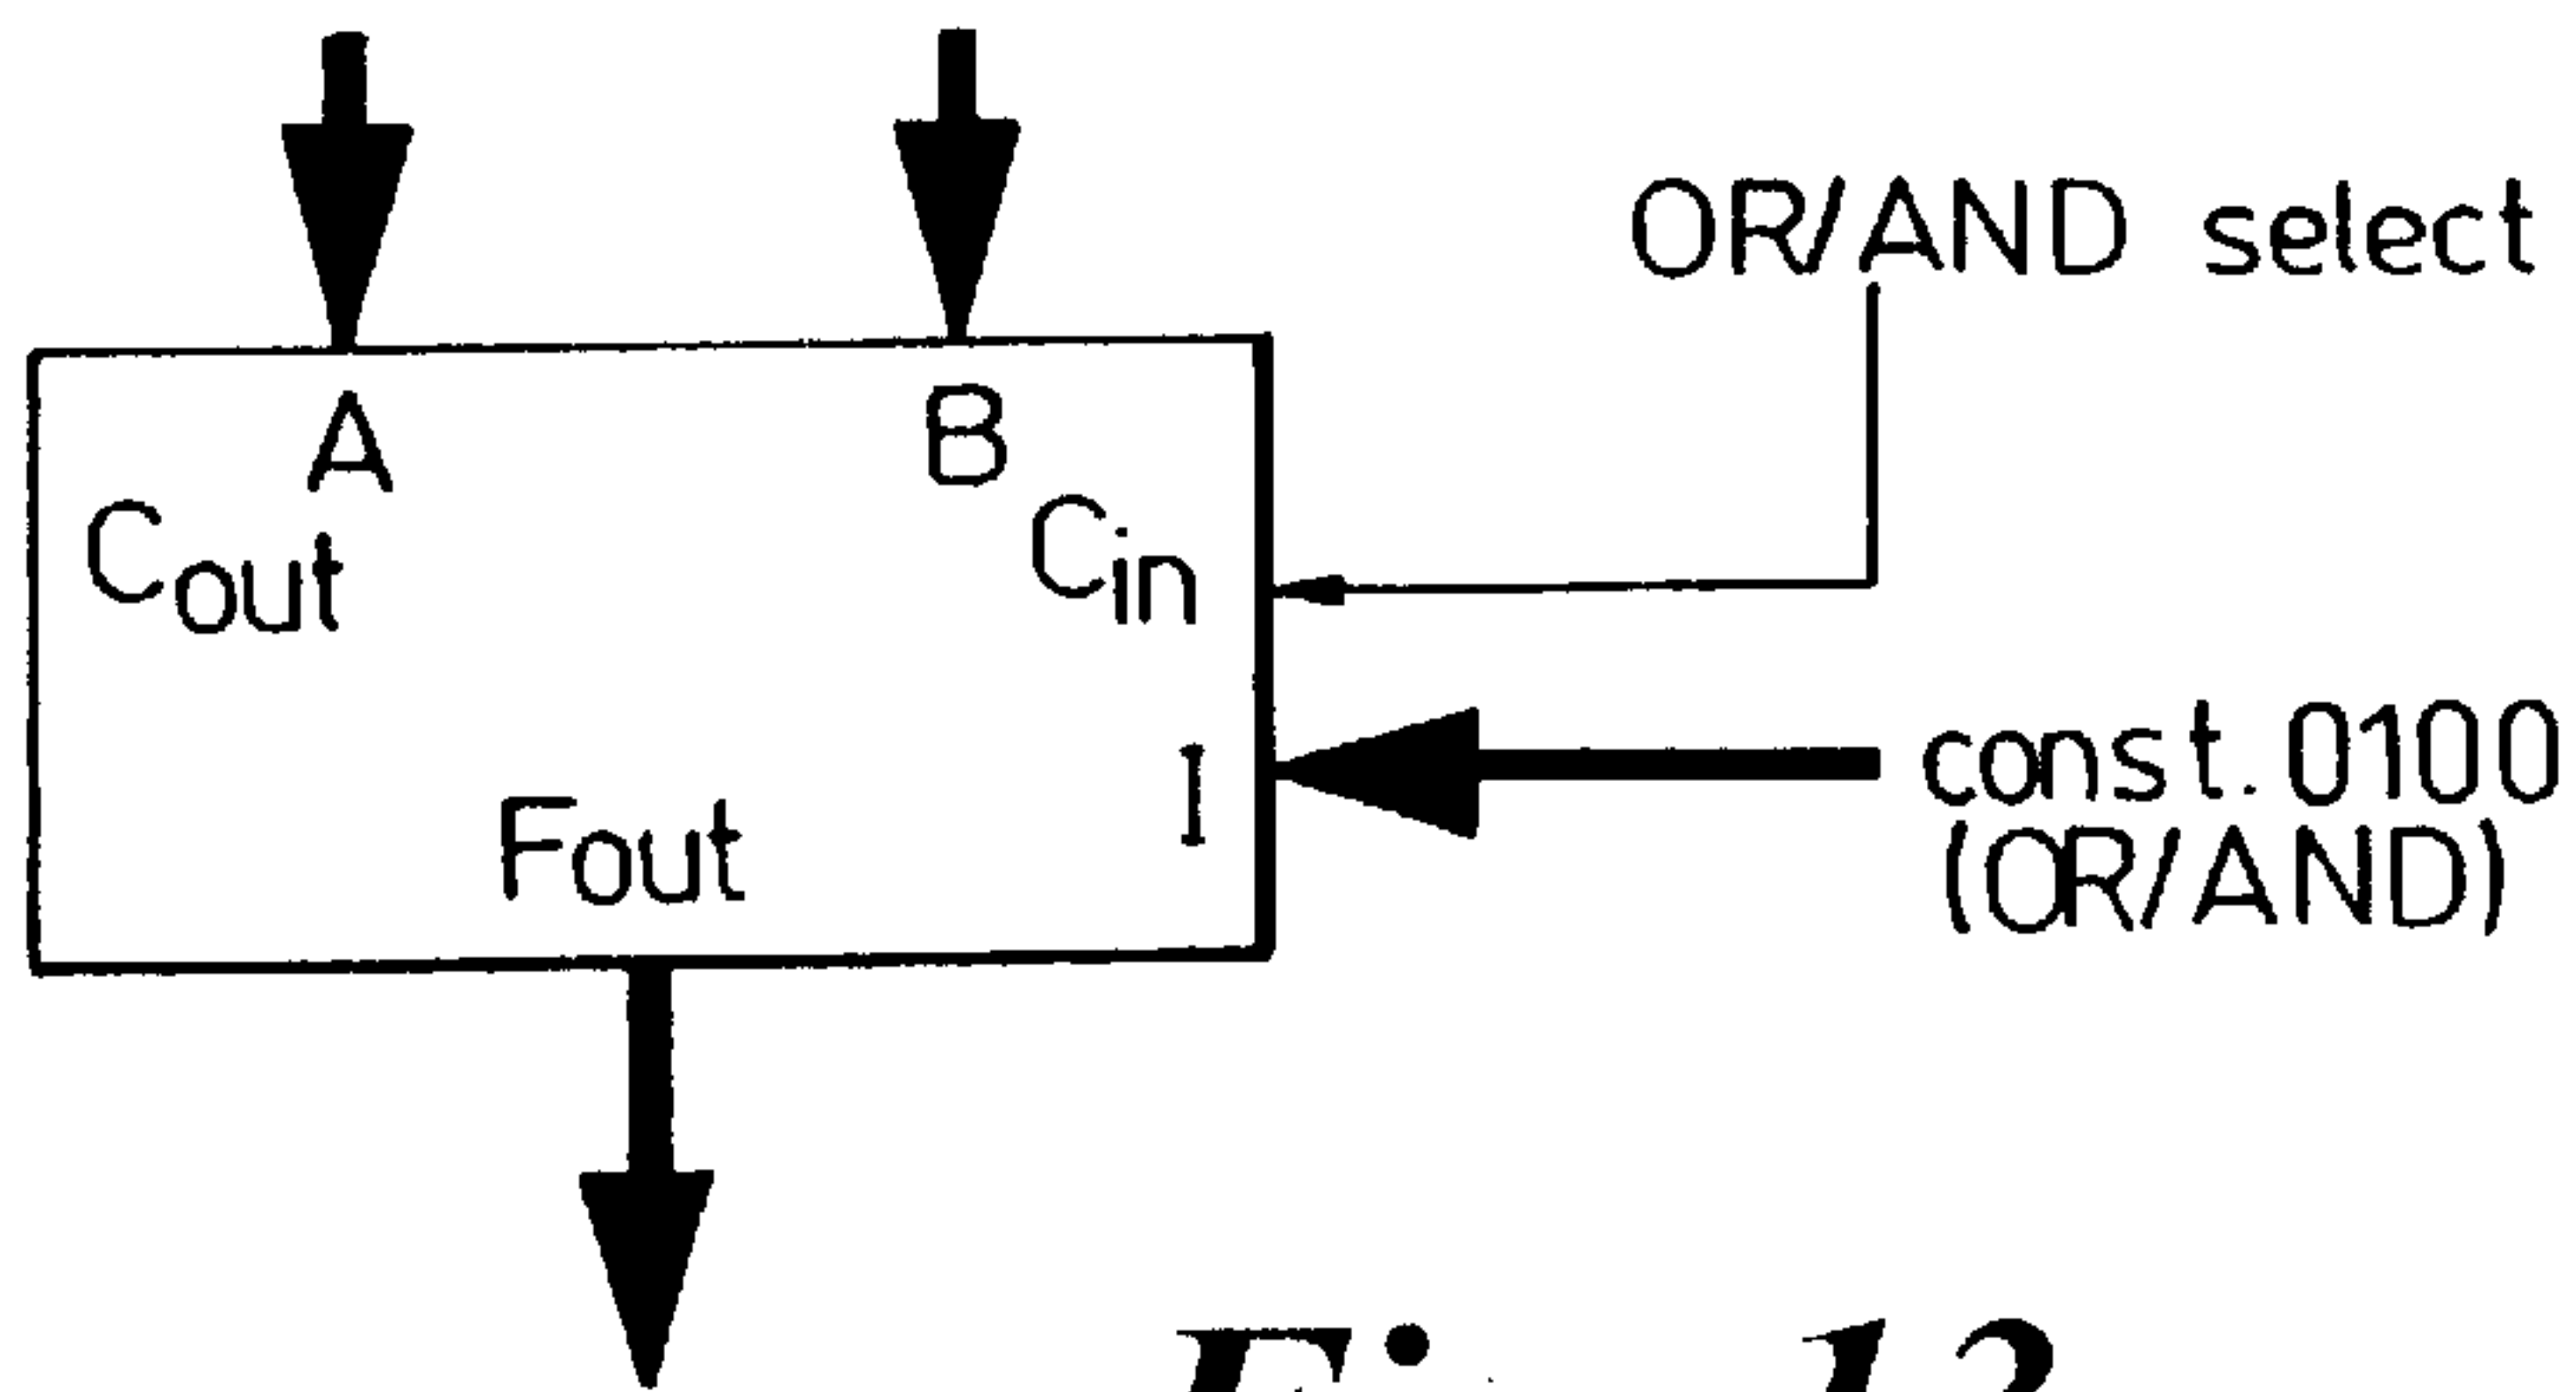 OR/AND select
A
B
Cout
Cin
I
const. 0100
(OR/AND)
Fout